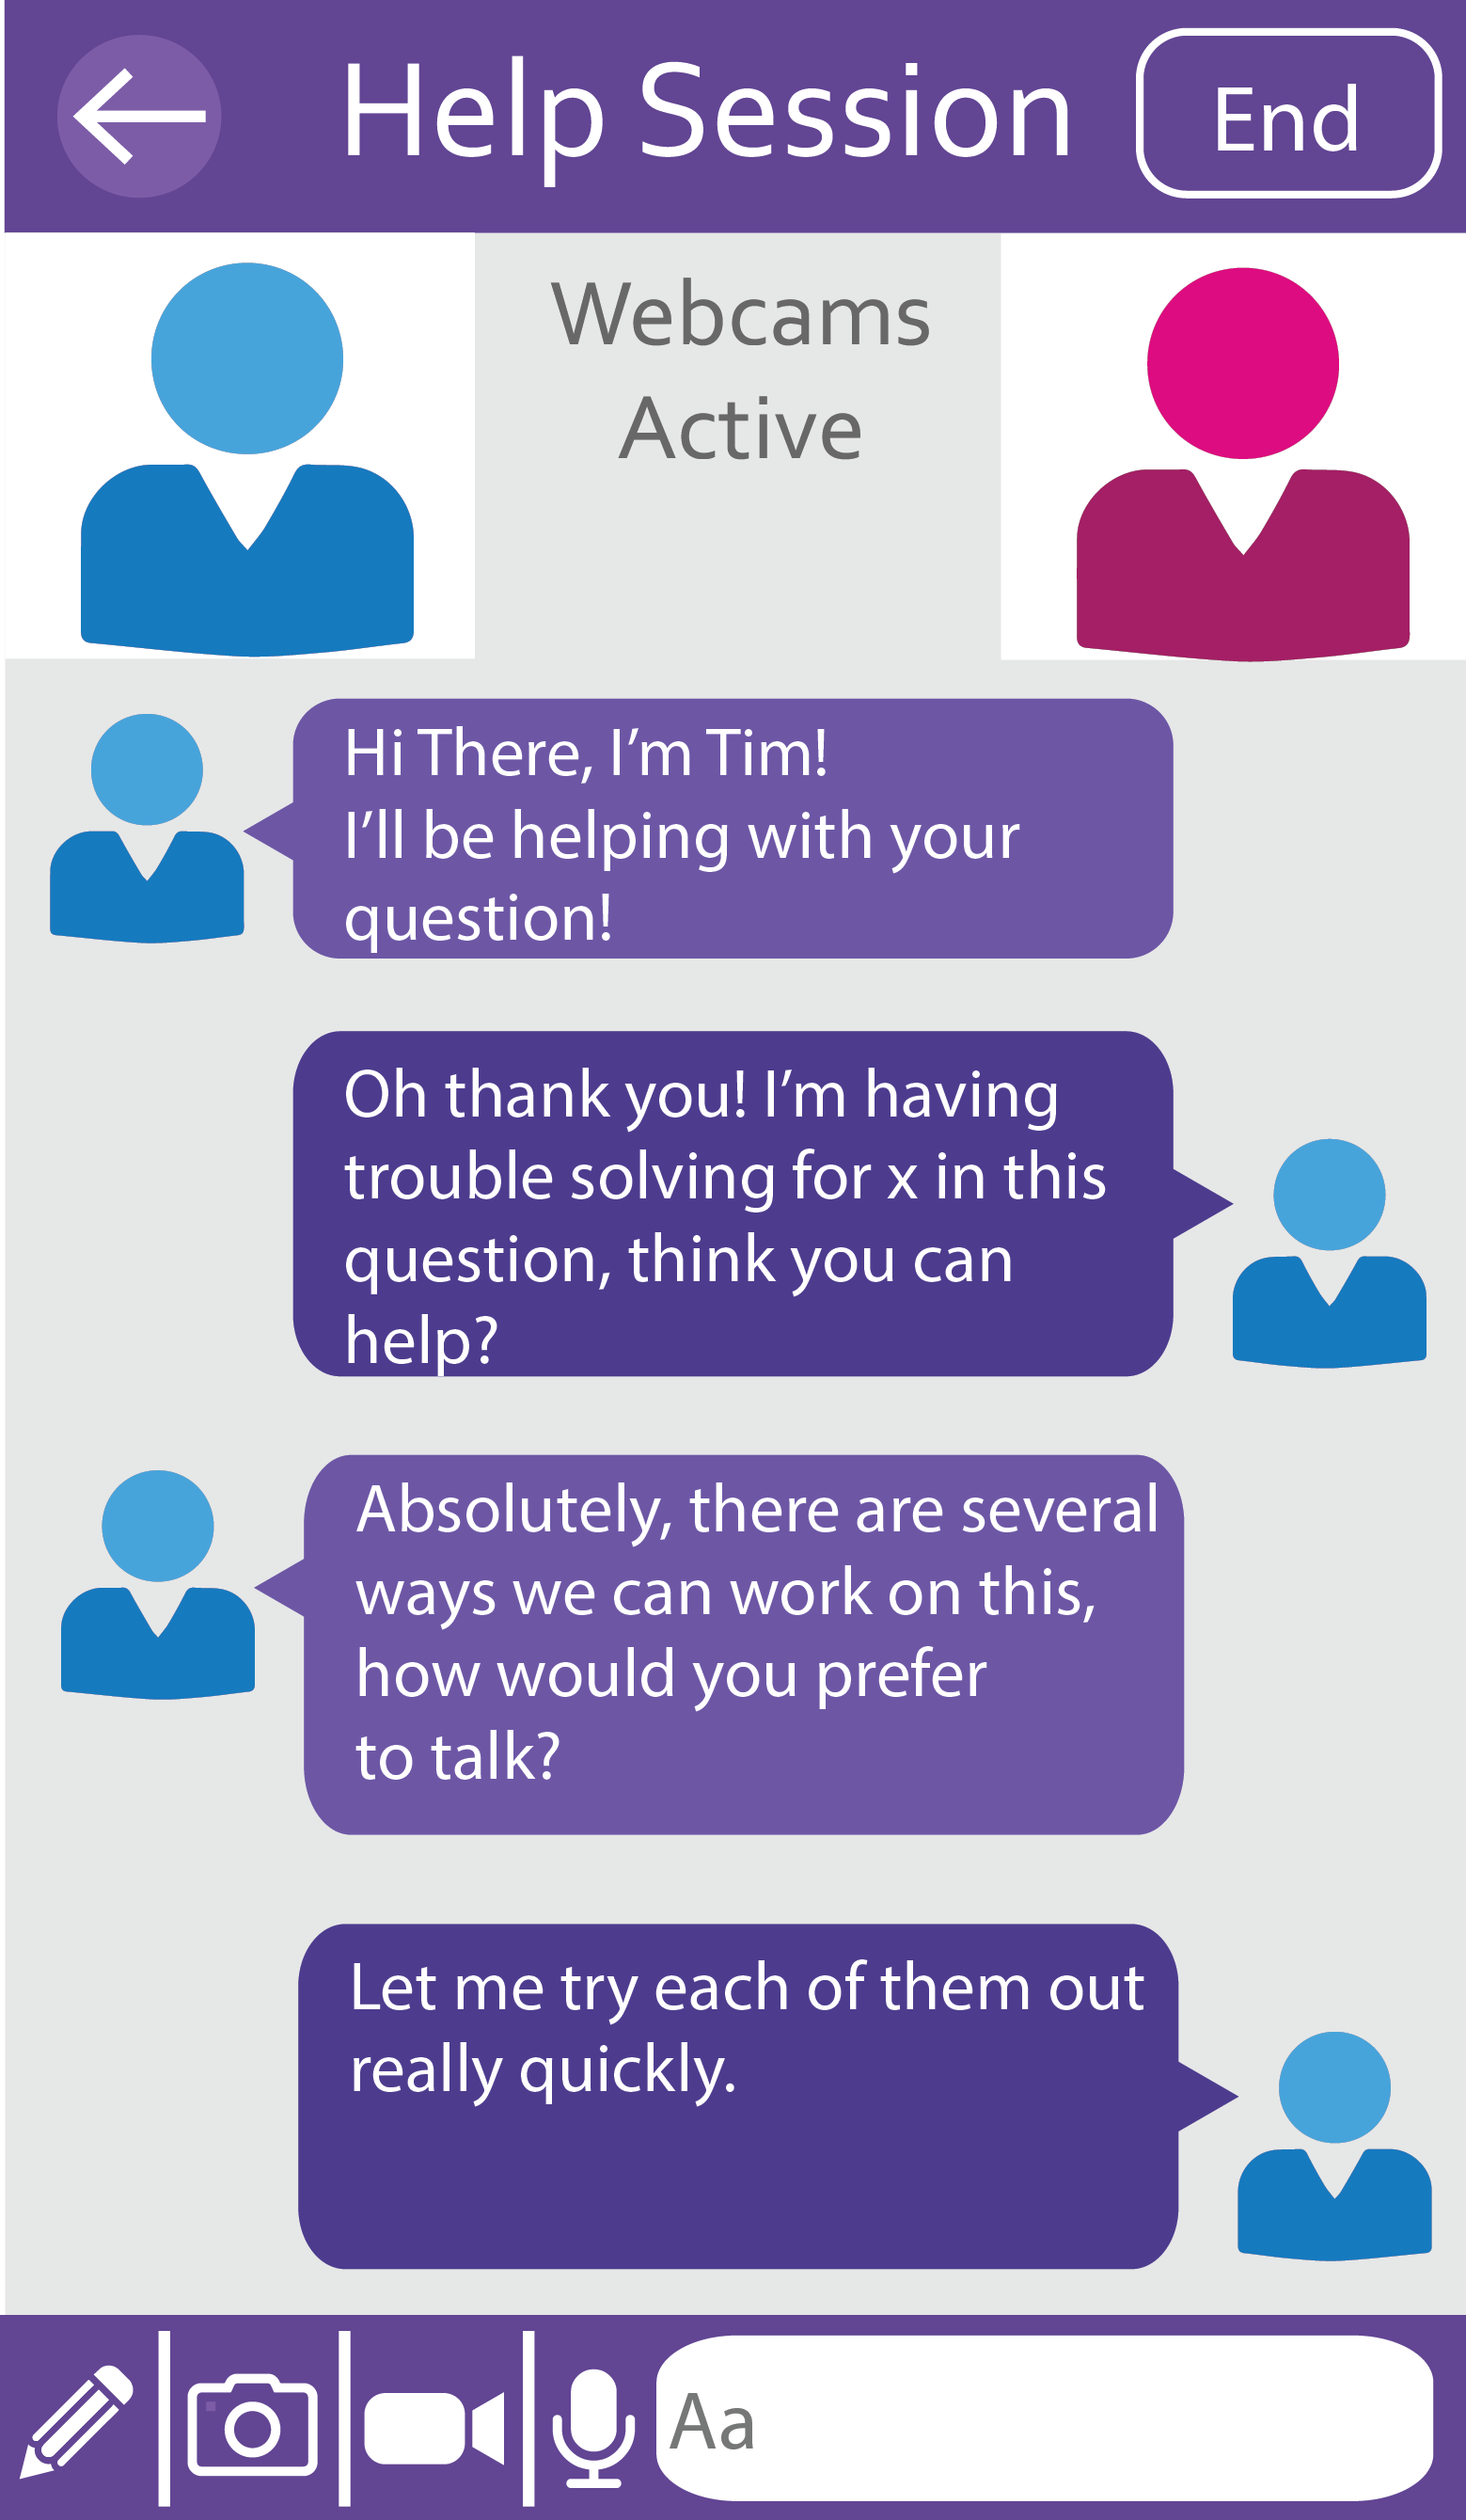 Help Session
End
Webcams
Active
Hi There, I’m Tim!
I’ll be helping with your
question!
Oh thank you! I’m having
trouble solving for x in this
question, think you can
help?
Absolutely, there are several
ways we can work on this,
how would you prefer
to talk?
Let me try each of them out
really quickly.
Aa